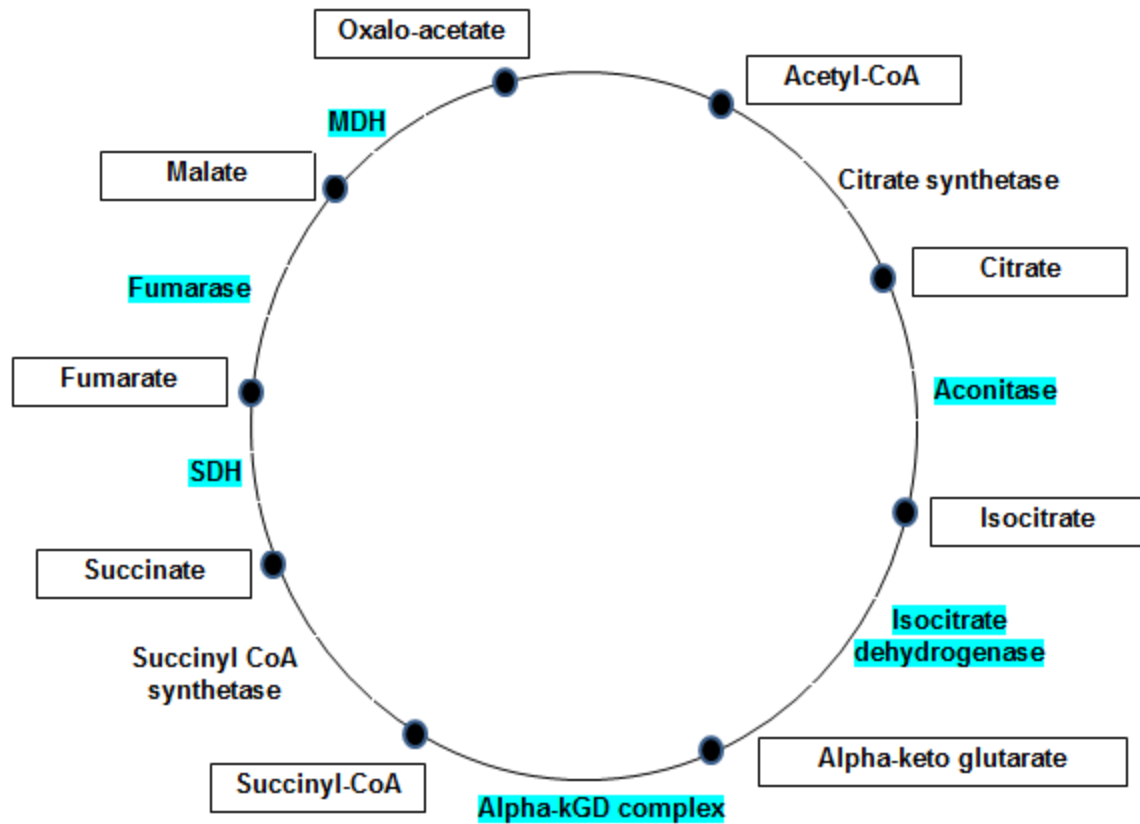 Oxalo-acetate
Acetyl-CoA
MDH
Malate
Citrate synthetase
Citrate
Fumarase
Fumarate
Aconitase
SDH
Isocitrate
Succinate
Isocitrate
dehydrogenase
Succinyl CoA
synthetase
Alpha-keto glutarate
Succinyl-CoA
Alpha-kGD complex